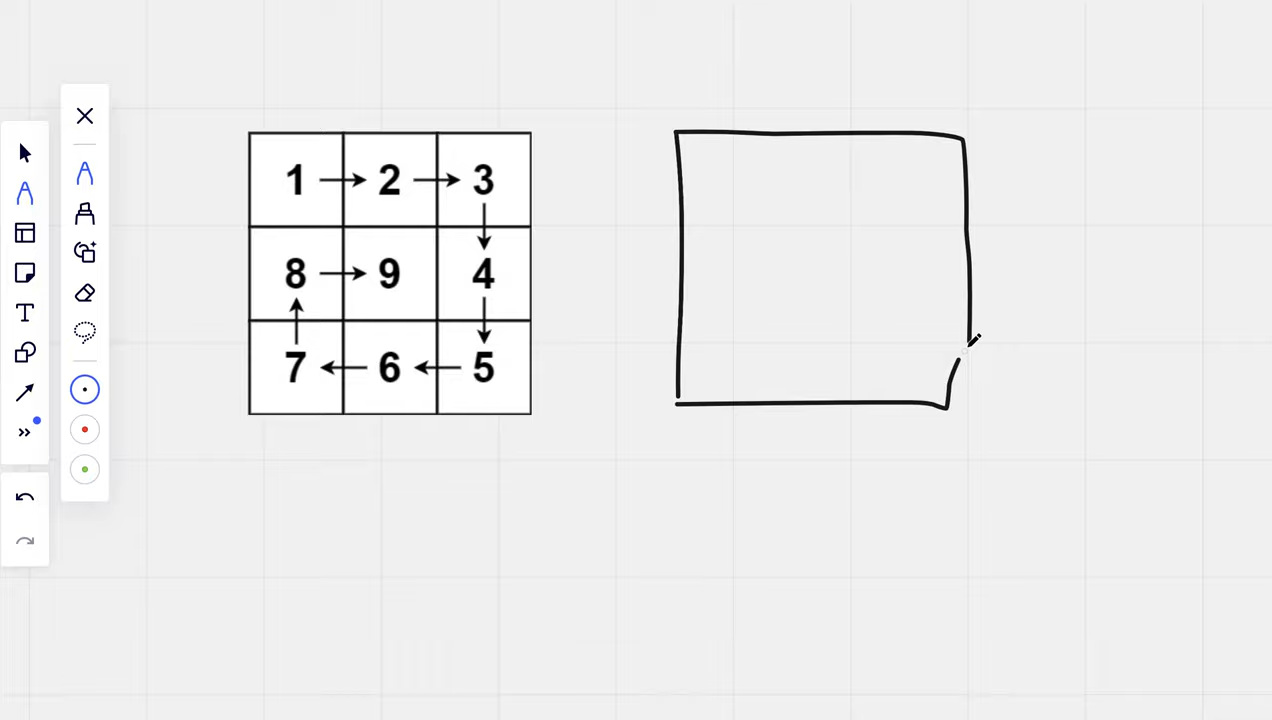 1 → 2 → 3
8 → 9 4
7 ← 6 ← 5
T